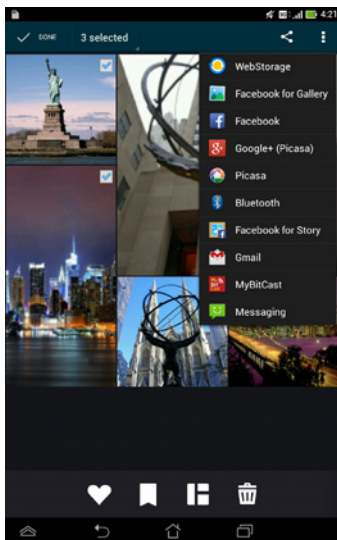 4:21
DONE
3 selected
WebStorage
Facebook for Gallery
Facebook
Google+ (Picasa)
Picasa
Bluetooth
Facebook for Story
Gmail
MyBitCast
Messaging